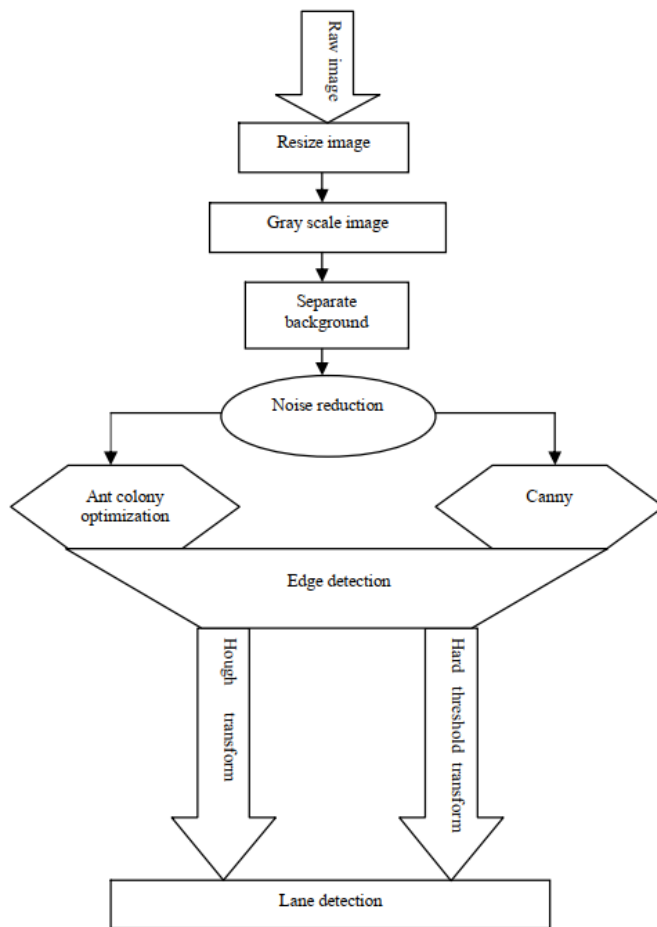 Raw image
Resize image
Gray scale image
Separate
background
Noise reduction
Ant colony
optimization
Canny
Edge detection
Hough transform
Hard threshold transform
Lane detection